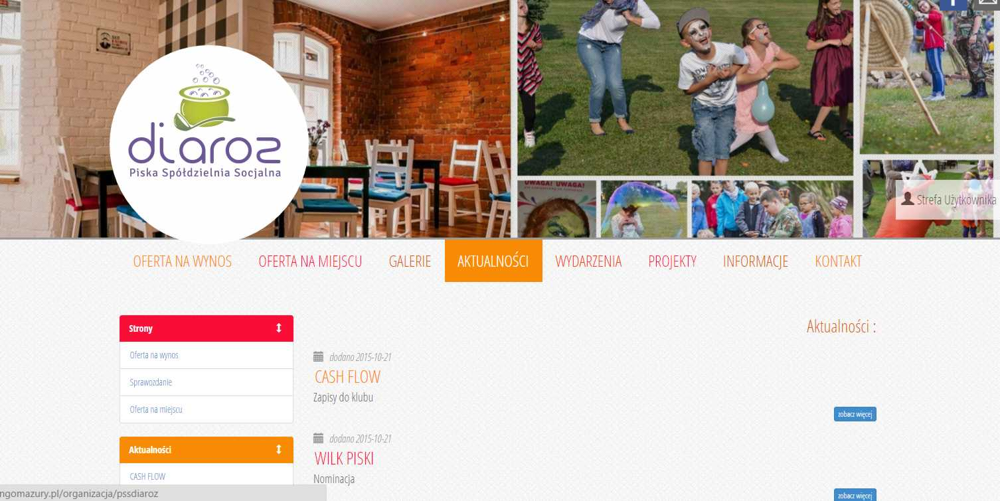 UWAGA! UWAGA!
diaroz
Piska Spółdzielnia Socjalna
Strefa Użytkownika
OFERTA NA WYNOS
OFERTA NA MIEJSCU
GALERIE
AKTUALNOŚCI
WYDARZENIA
PROJEKTY
INFORMACJE
KONTAKT
Strony
Oferta na wynos
Sprawozdanie
Oferta na miejscu
Aktualności
CASH FLOW
Aktualności :
dodano 2015-10-21
CASH FLOW
Zapisy do klubu
zobacz więcej
dodano 2015-10-21
WILK PISKI
Nominacja
zobacz więcej
ngomazury.pl/organizacja/pssdiaroz